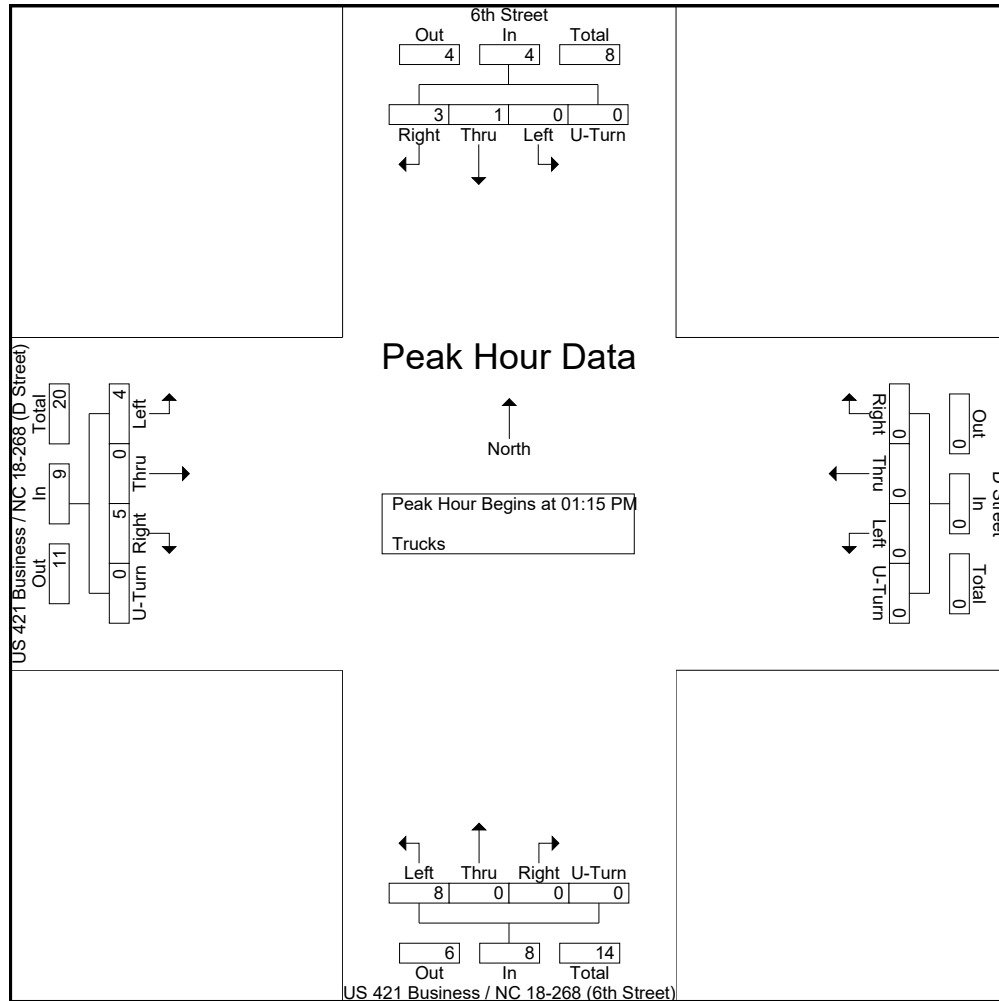 6th Street
Out In Total
4 4 8
3 1 0 0
Right Thru Left U-Turn
Peak Hour Data
North
Peak Hour Begins at 01:15 PM
Trucks
US 421 Business / NC 18-268 (D Street)
Total In Out
20 9 11
4 0 5 0
Left Thru Right U-Turn
Right Thru Left U-Turn
0 0 0 0
Out In Total
0 0 0
D Street
Left Thru Right U-Turn
8 0 0 0
6 8 14
Out In Total
US 421 Business / NC 18-268 (6th Street)